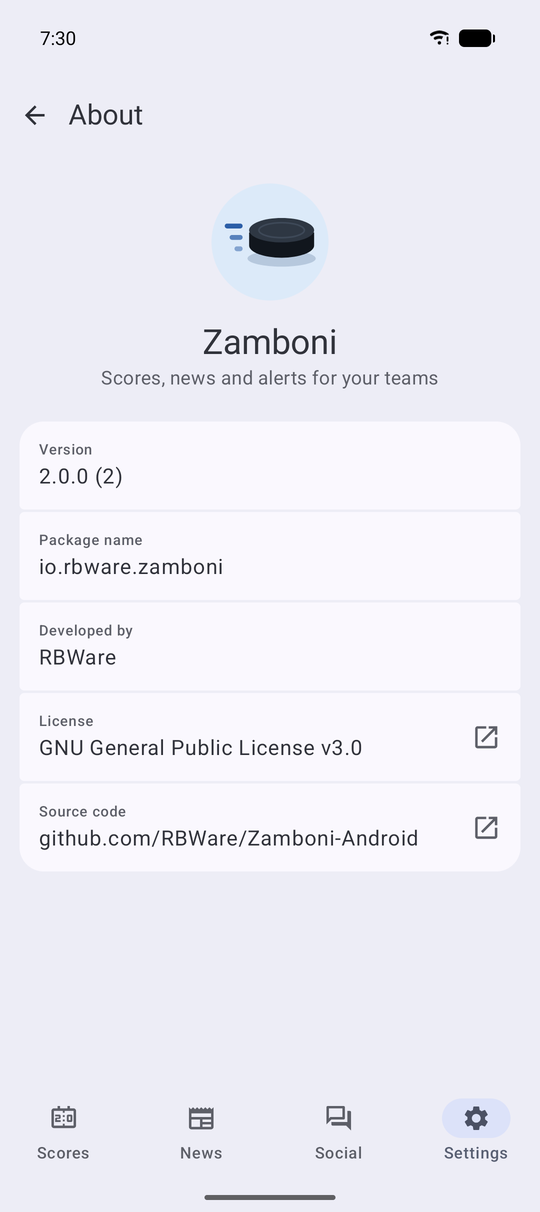 7:30
About
Zamboni
Scores, news and alerts for your teams
Version
2.0.0 (2)
Package name
io.rbware.zamboni
Developed by
RBWare
License
GNU General Public License v3.0
Source code
github.com/RBWare/Zamboni-Android
2:0
Scores
News
Social
Settings